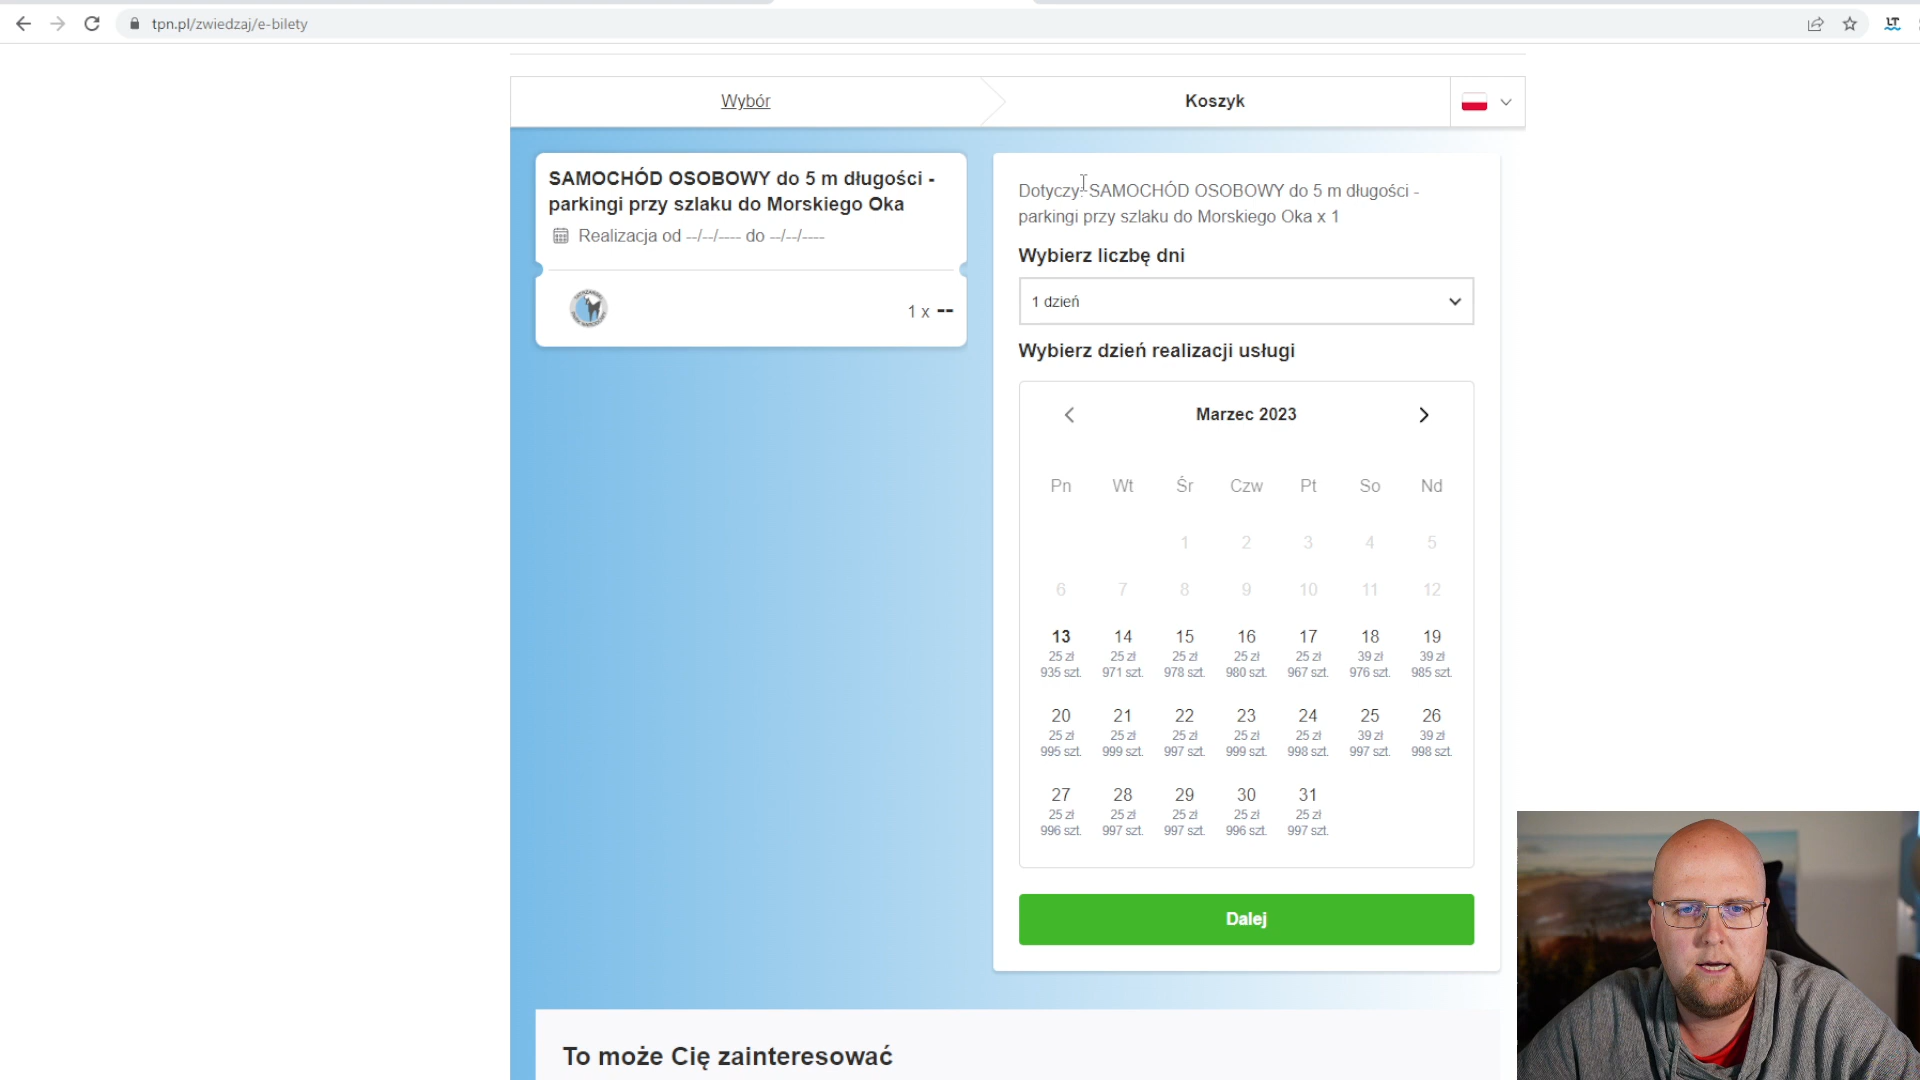 tpn.pl/zwiedzaj/e-bilety
Wybór
Koszyk
SAMOCHÓD OSOBOWY do 5 m długości -
parkingi przy szlaku do Morskiego Oka
Realizacja od --/--/---- do --/--/----
1 x --
Dotyczy: SAMOCHÓD OSOBOWY do 5 m długości -
parkingi przy szlaku do Morskiego Oka x 1
Wybierz liczbę dni
1 dzień
Wybierz dzień realizacji usługi
Marzec 2023
Pn Wt Śr Czw Pt So Nd
1 2 3 4 5
6 7 8 9 10 11 12
13 14 15 16 17 18 19
25 zł 25 zł 25 zł 25 zł 25 zł 39 zł 39 zł
935 szt. 971 szt. 978 szt. 980 szt. 967 szt. 976 szt. 985 szt.
20 21 22 23 24 25 26
25 zł 25 zł 25 zł 25 zł 25 zł 39 zł 39 zł
995 szt. 999 szt. 997 szt. 999 szt. 998 szt. 997 szt. 998 szt.
27 28 29 30 31
25 zł 25 zł 25 zł 25 zł 25 zł
996 szt. 997 szt. 997 szt. 996 szt. 997 szt.
Dalej
To może Cię zainteresować